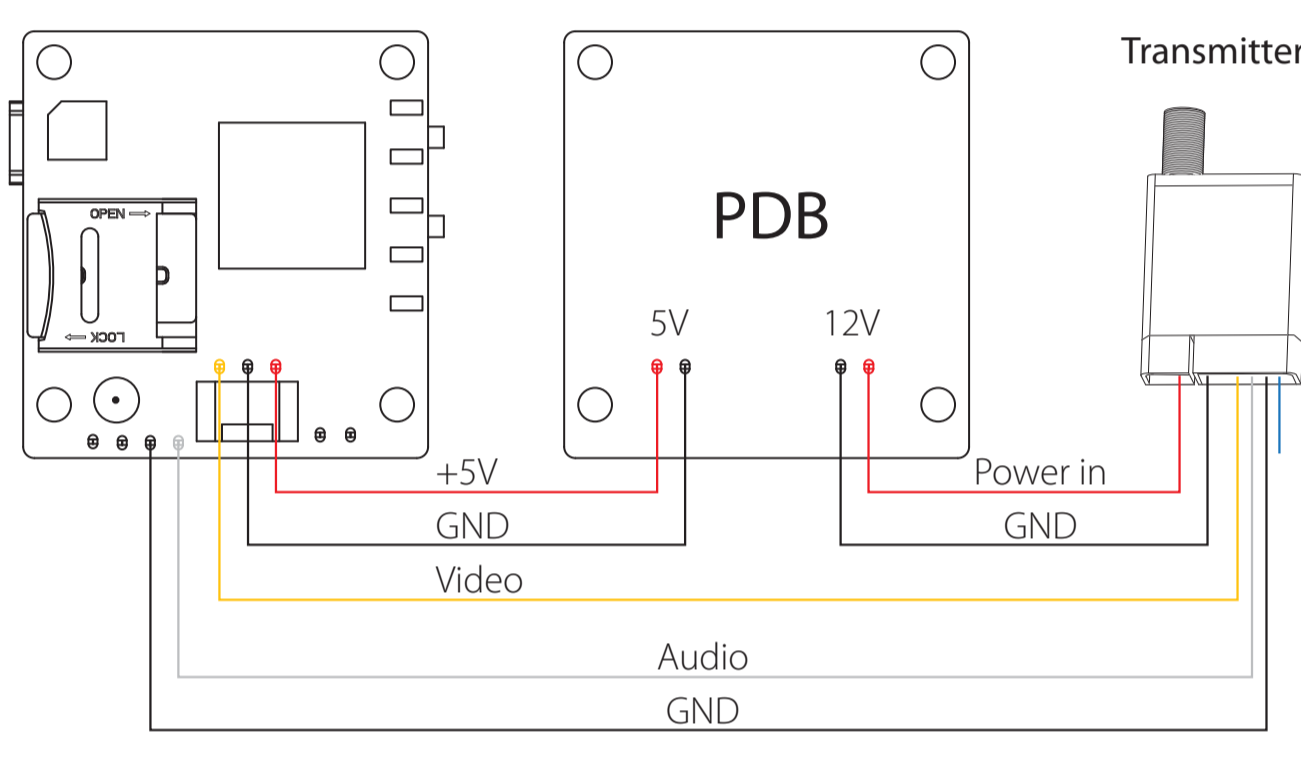 Transmitter
OPEN
LOCK
PDB
5V 12V
+5V
Power in
GND
GND
Video
Audio
GND